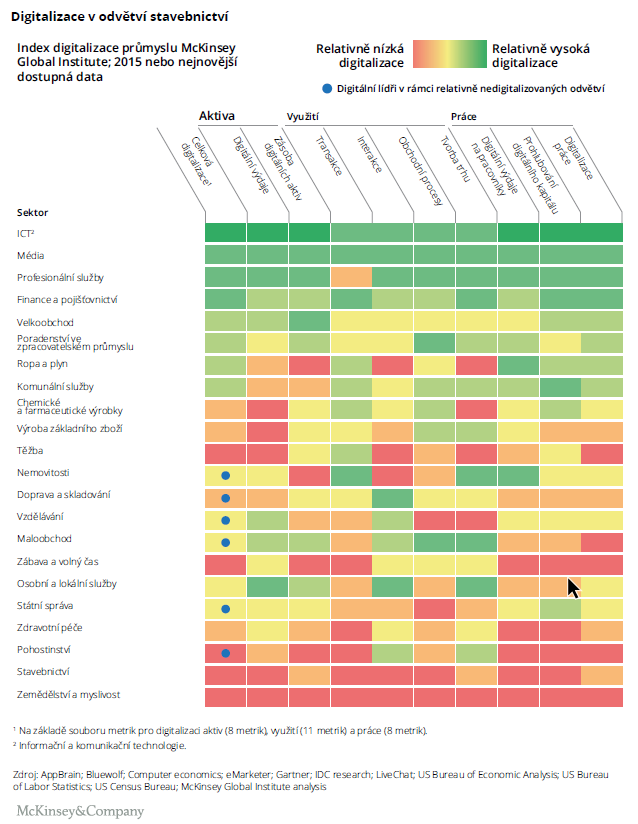 Digitalizace v odvětví stavebnictví
Index digitalizace průmyslu McKinsey
Global Institute; 2015 nebo nejnovější
dostupná data
Relativně nízká
digitalizace
Relativně vysoká
digitalizace
Digitální lídři v rámci relativně nedigitalizovaných odvětví
Aktiva
Využití
Práce
Celková
digitalizace¹
Digitální výdaje
Zásoba
digitálních aktiv
Transakce
Interakce
Obchodní procesy
Tvorba trhu
Digitální výdaje
na pracovníky
Prohlubování
digitálního kapitálu
Digitalizace
práce
Sektor
ICT²
Média
Profesionální služby
Finance a pojišťovnictví
Velkoobchod
Poradenství ve
zpracovatelském průmyslu
Ropa a plyn
Komunální služby
Chemické
a farmaceutické výrobky
Výroba základního zboží
Těžba
Nemovitosti
Doprava a skladování
Vzdělávání
Maloobchod
Zábava a volný čas
Osobní a lokální služby
Státní správa
Zdravotní péče
Pohostinství
Stavebnictví
Zemědělství a myslivost
¹ Na základě souboru metrik pro digitalizaci aktiv (8 metrik), využití (11 metrik) a práce (8 metrik).
² Informační a komunikační technologie.
Zdroj: AppBrain; Bluewolf; Computer economics; eMarketer; Gartner; IDC research; LiveChat; US Bureau of Economic Analysis; US Bureau
of Labor Statistics; US Census Bureau; McKinsey Global Institute analysis
McKinsey&Company